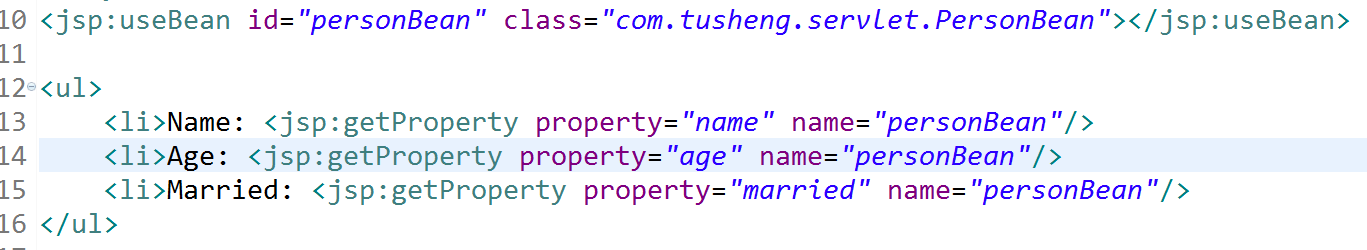 10 <jsp:useBean id="personBean" class="com.tusheng.servlet.PersonBean"></jsp:useBean>
11
12 <ul>
13     <li>Name: <jsp:getProperty property="name" name="personBean"/>
14     <li>Age: <jsp:getProperty property="age" name="personBean"/>
15     <li>Married: <jsp:getProperty property="married" name="personBean"/>
16 </ul>